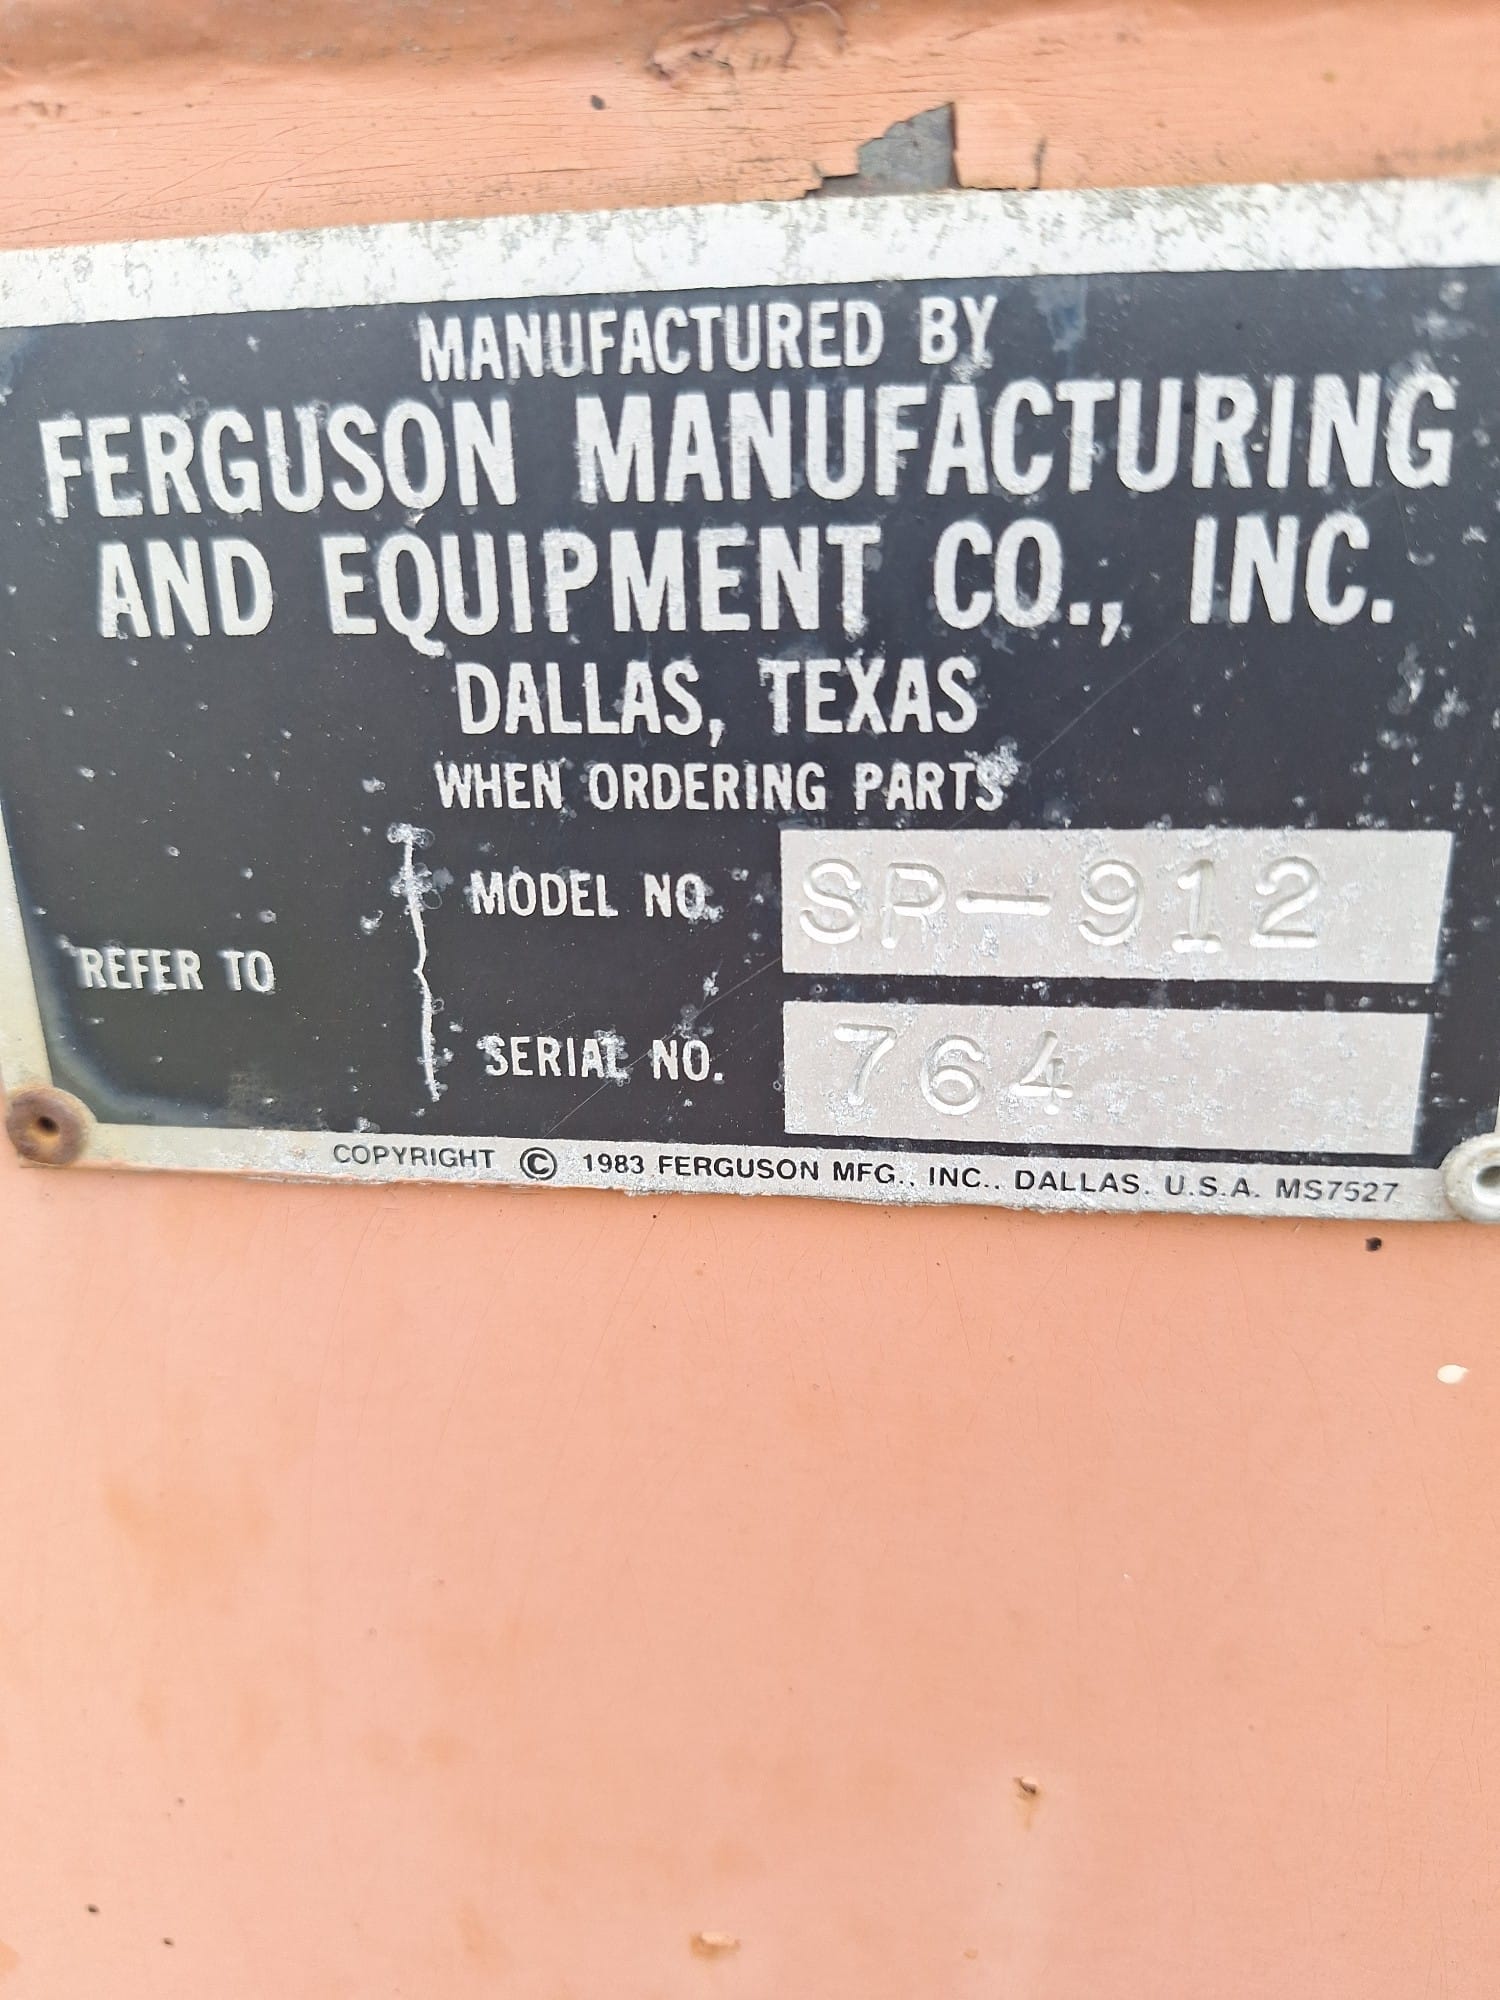 MANUFACTURED BY
FERGUSON MANUFACTURING
AND EQUIPMENT CO., INC.
DALLAS, TEXAS
WHEN ORDERING PARTS
REFER TO
MODEL NO. SP-912
SERIAL NO. 764
COPYRIGHT © 1983 FERGUSON MFG., INC.. DALLAS. U.S.A. MS7527